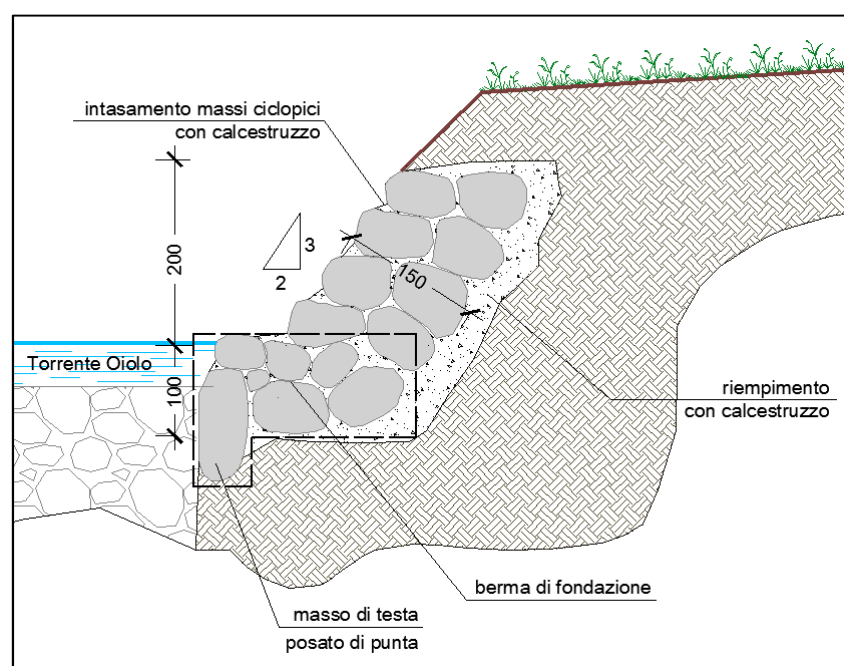 intasamento massi ciclopici
con calcestruzzo
200
3
2
150
Torrente Oiolo
100
riempimento
con calcestruzzo
berma di fondazione
masso di testa
posato di punta